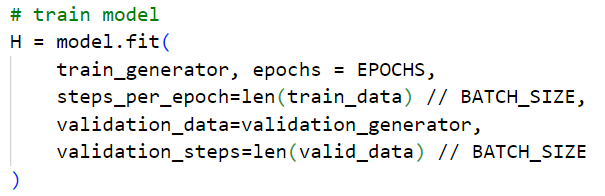 # train model
H = model.fit(
    train_generator, epochs = EPOCHS,
    steps_per_epoch=len(train_data) // BATCH_SIZE,
    validation_data=validation_generator,
    validation_steps=len(valid_data) // BATCH_SIZE
)